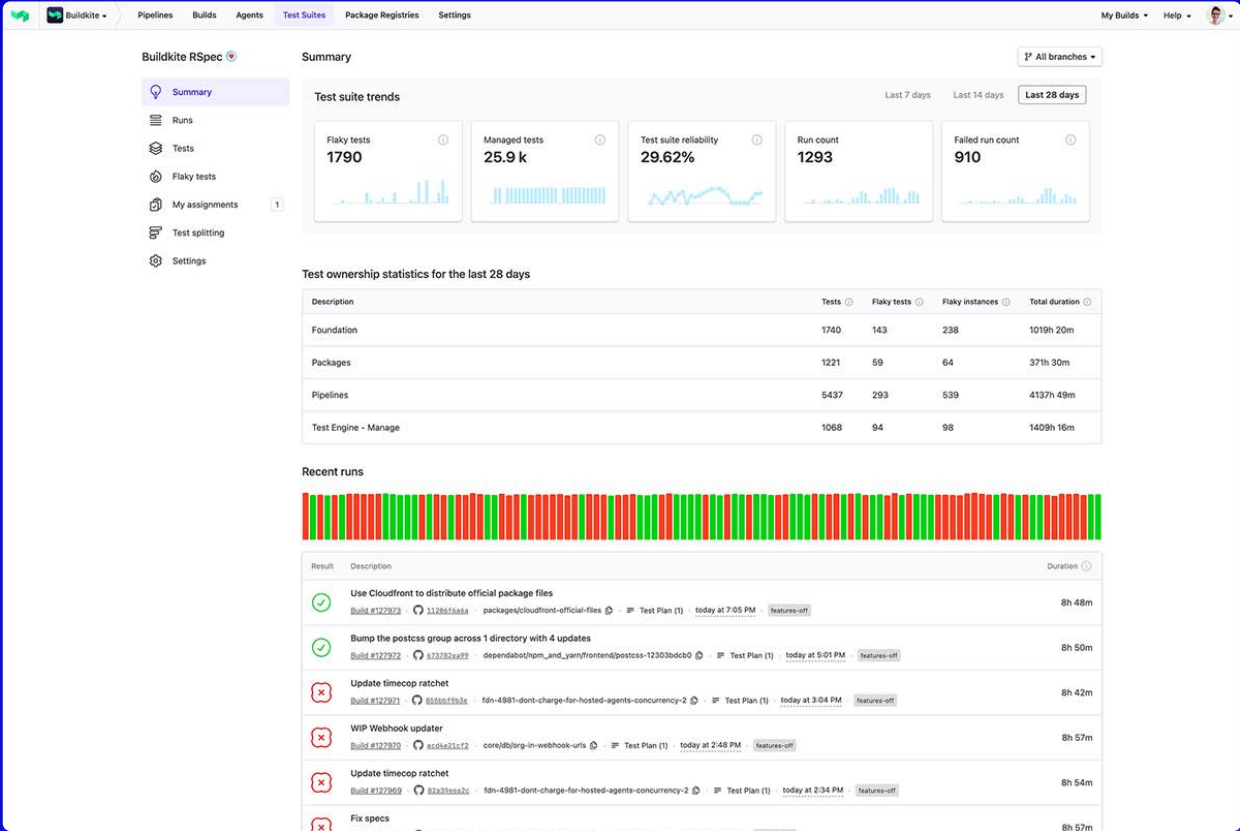 Buildkite Pipelines Builds Agents Test Suites Package Registries Settings My Builds Help
Buildkite RSpec
Summary
Runs
Tests
Flaky tests
My assignments 1
Test splitting
Settings
Summary
All branches
Test suite trends Last 7 days Last 14 days Last 28 days
Flaky tests
1790
Managed tests
25.9 k
Test suite reliability
29.62%
Run count
1293
Failed run count
910
Test ownership statistics for the last 28 days
Description Tests Flaky tests Flaky instances Total duration
Foundation 1740 143 238 1019h 20m
Packages 1221 59 64 371h 30m
Pipelines 5437 293 539 4137h 49m
Test Engine - Manage 1068 94 98 1409h 16m
Recent runs
Result Description Duration
Use Cloudfront to distribute official package files
Build #127973 · 11286f6a6a · packages/cloudfront-official-files · Test Plan (1) · today at 7:05 PM · features-off 8h 48m
Bump the postcss group across 1 directory with 4 updates
Build #127972 · 673782ea99 · dependabot/npm_and_yarn/frontend/postcss-12303bdcb0 · Test Plan (1) · today at 5:01 PM · features-off 8h 50m
Update timecop ratchet
Build #127971 · 855bbf9b3e · fdn-4981-dont-charge-for-hosted-agents-concurrency-2 · Test Plan (1) · today at 3:04 PM · features-off 8h 42m
WIP Webhook updater
Build #127970 · acd4e21cf2 · core/db/org-in-webhook-urls · Test Plan (1) · today at 2:48 PM · features-off 8h 57m
Update timecop ratchet
Build #127969 · 82a39eea2c · fdn-4981-dont-charge-for-hosted-agents-concurrency-2 · Test Plan (1) · today at 2:34 PM · features-off 8h 54m
Fix specs
8h 57m